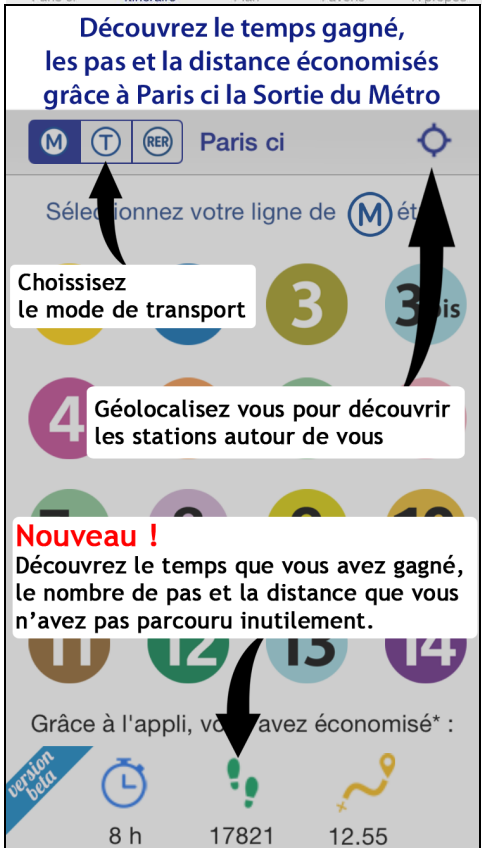 Découvrez le temps gagné,
les pas et la distance économisés
grâce à Paris ci la Sortie du Métro
M T RER Paris ci
Sélectionnez votre ligne de M
Choissisez
le mode de transport
3 3bis
4
Géolocalisez vous pour découvrir
les stations autour de vous
Nouveau !
Découvrez le temps que vous avez gagné,
le nombre de pas et la distance que vous
n'avez pas parcouru inutilement.
11 12 13 14
Grâce à l'appli, vous avez économisé* :
version
beta
8 h 17821 12.55